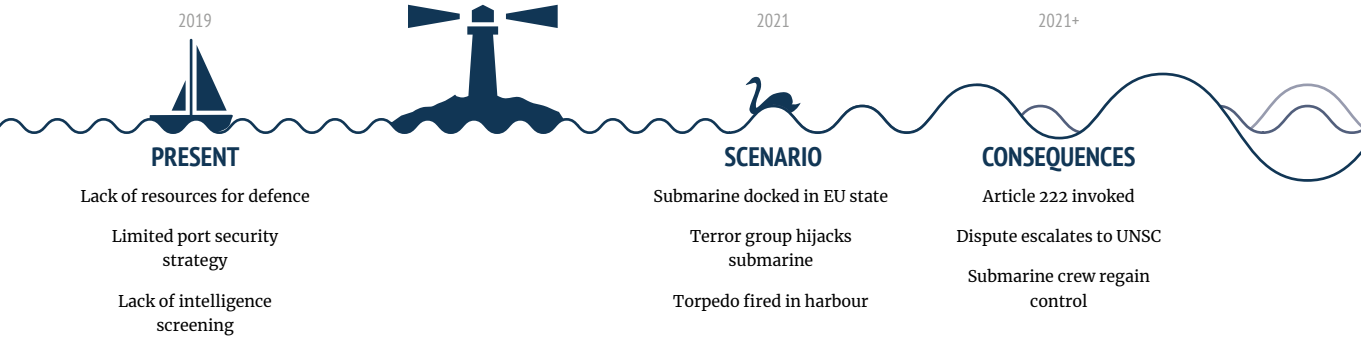 2019
PRESENT
Lack of resources for defence
Limited port security
strategy
Lack of intelligence
screening
2021
SCENARIO
Submarine docked in EU state
Terror group hijacks
submarine
Torpedo fired in harbour
2021+
CONSEQUENCES
Article 222 invoked
Dispute escalates to UNSC
Submarine crew regain
control